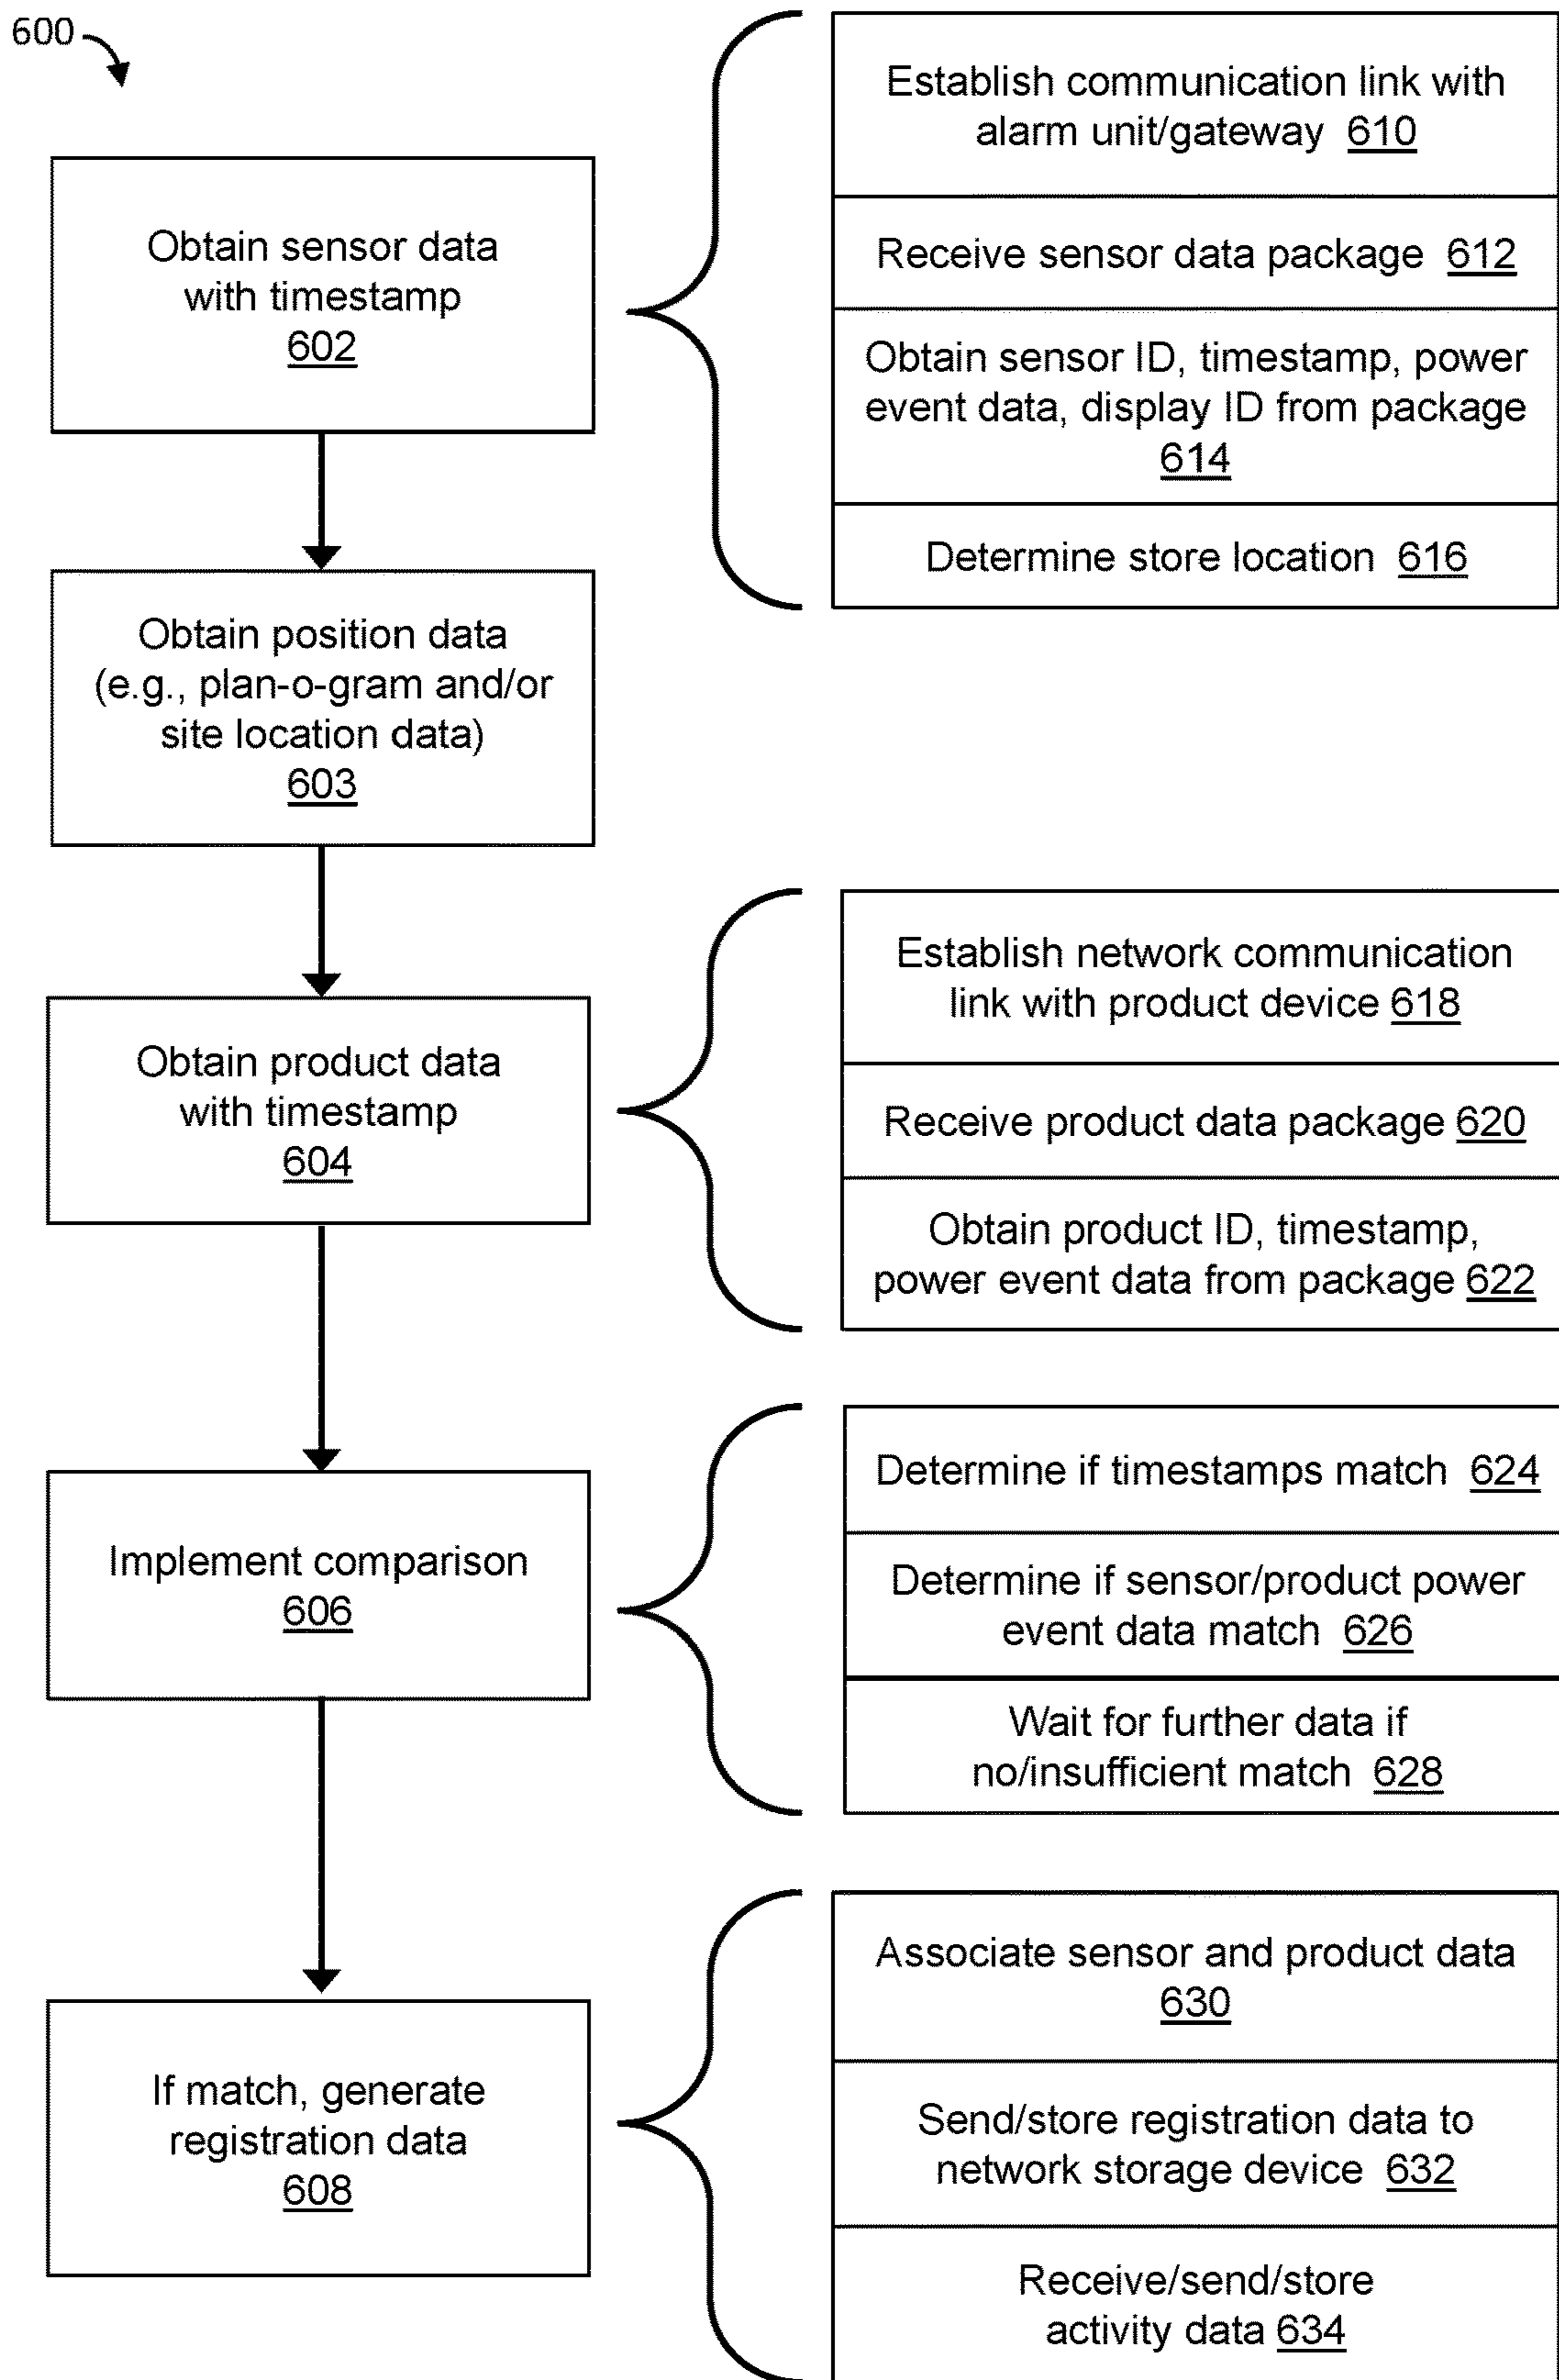 600
Obtain sensor data
with timestamp
602
Establish communication link with
alarm unit/gateway 610
Receive sensor data package 612
Obtain sensor ID, timestamp, power
event data, display ID from package
614
Determine store location 616
Obtain position data
(e.g., plan-o-gram and/or
site location data)
603
Obtain product data
with timestamp
604
Establish network communication
link with product device 618
Receive product data package 620
Obtain product ID, timestamp,
power event data from package 622
Implement comparison
606
Determine if timestamps match 624
Determine if sensor/product power
event data match 626
Wait for further data if
no/insufficient match 628
If match, generate
registration data
608
Associate sensor and product data
630
Send/store registration data to
network storage device 632
Receive/send/store
activity data 634